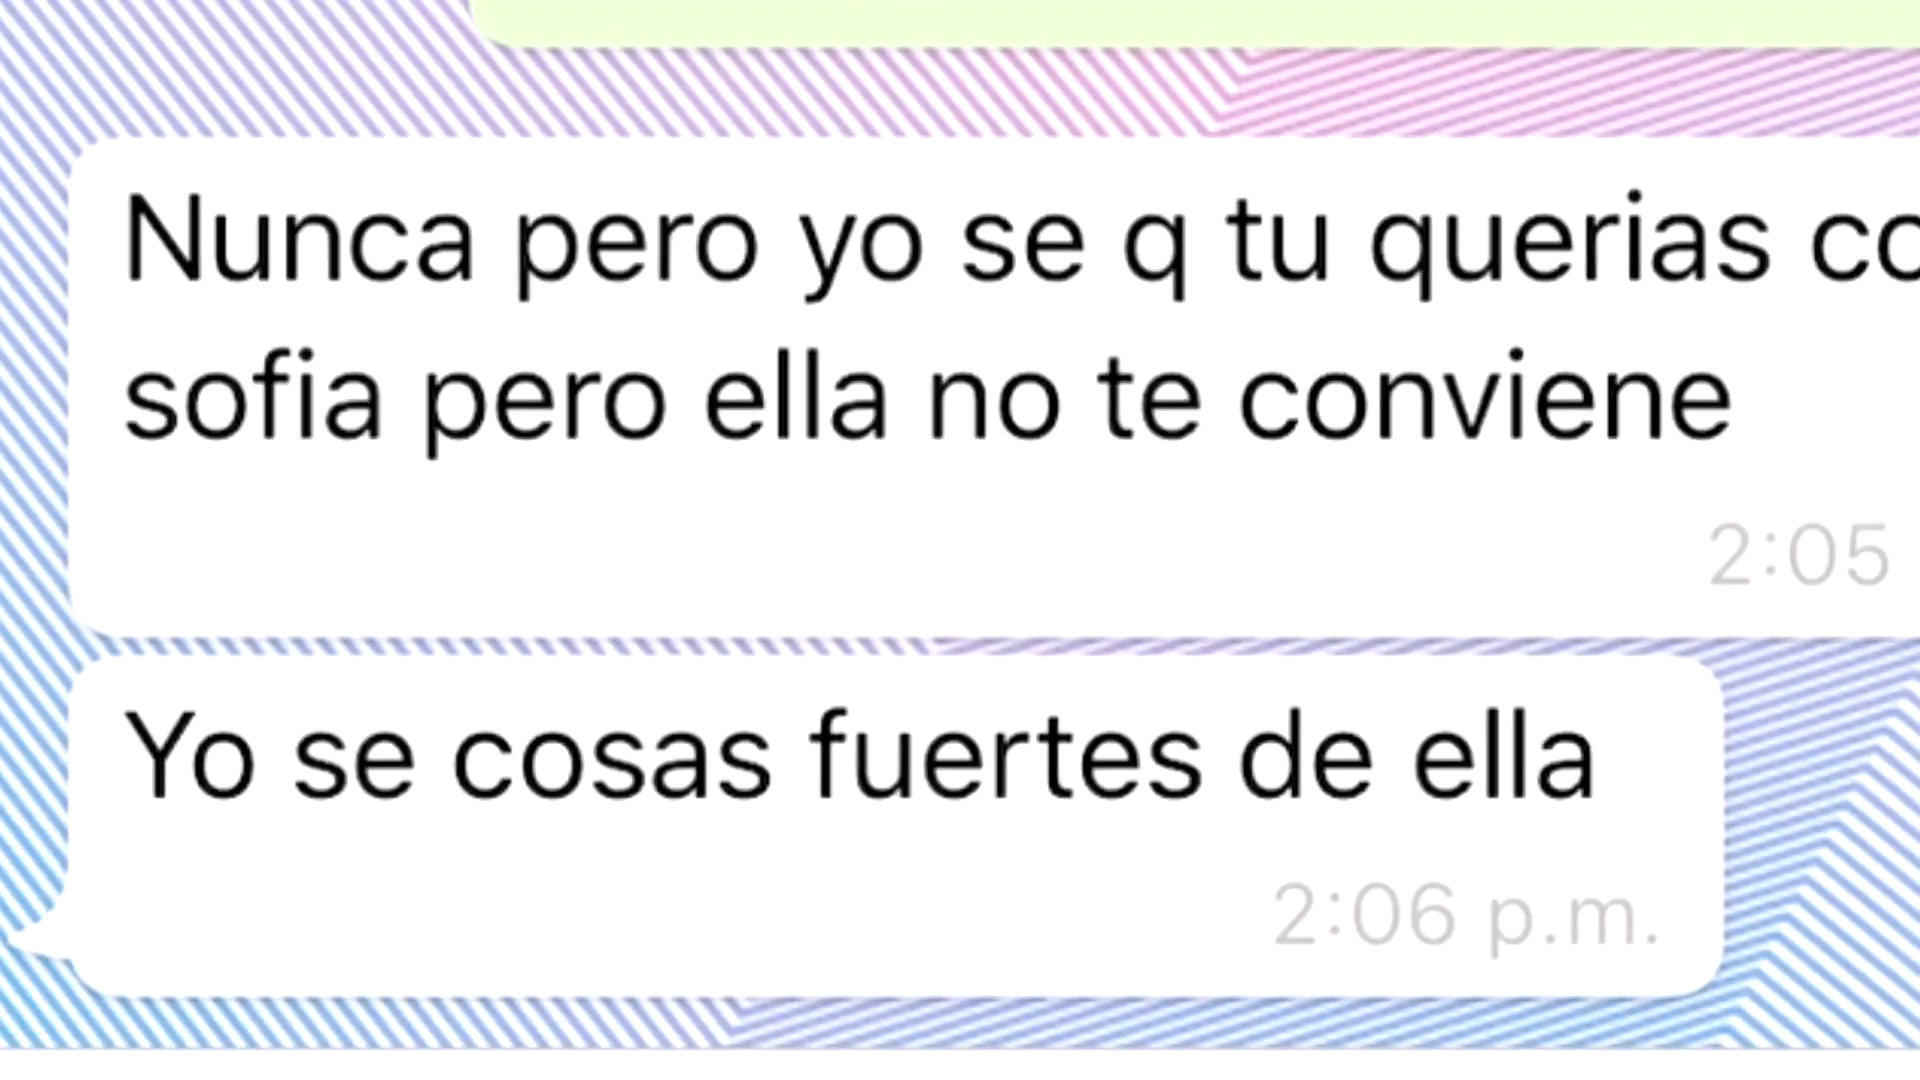 Nunca pero yo se q tu querias
sofia pero ella no te conviene
2:05
Yo se cosas fuertes de ella
2:06 p.m.